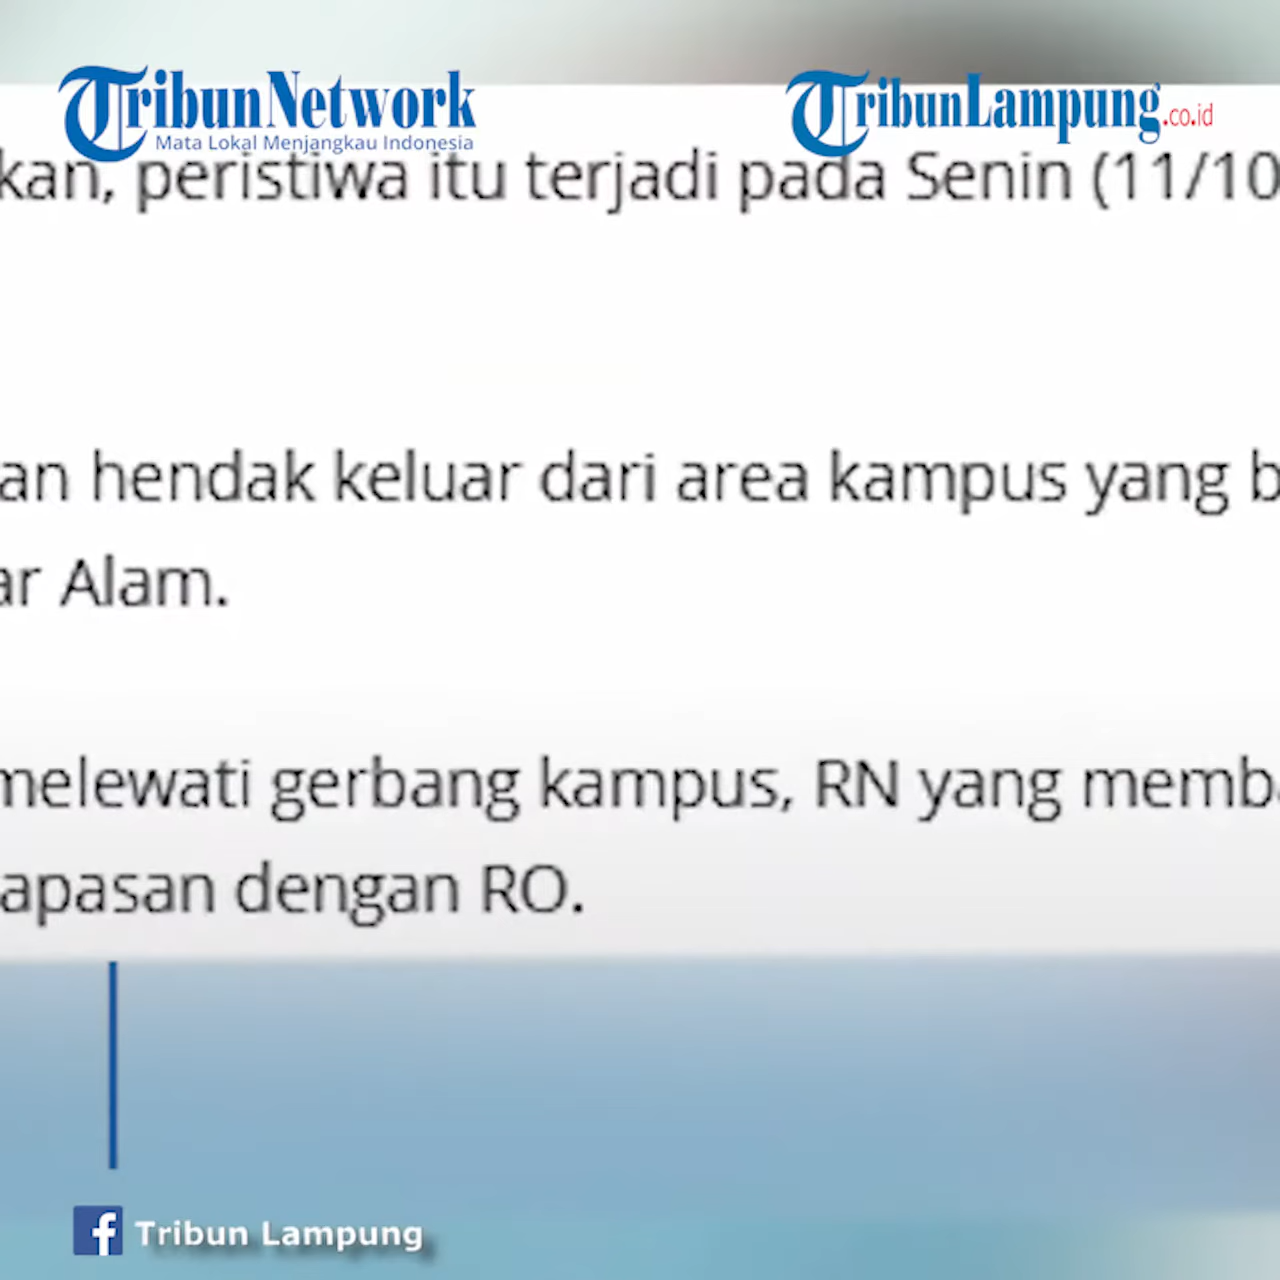 TribunNetwork
Mata Lokal Menjangkau Indonesia
TribunLampung.co.id
kan, peristiwa itu terjadi pada Senin (11/10
an hendak keluar dari area kampus yang b
ar Alam.
melewati gerbang kampus, RN yang memba
apasan dengan RO.
Tribun Lampung